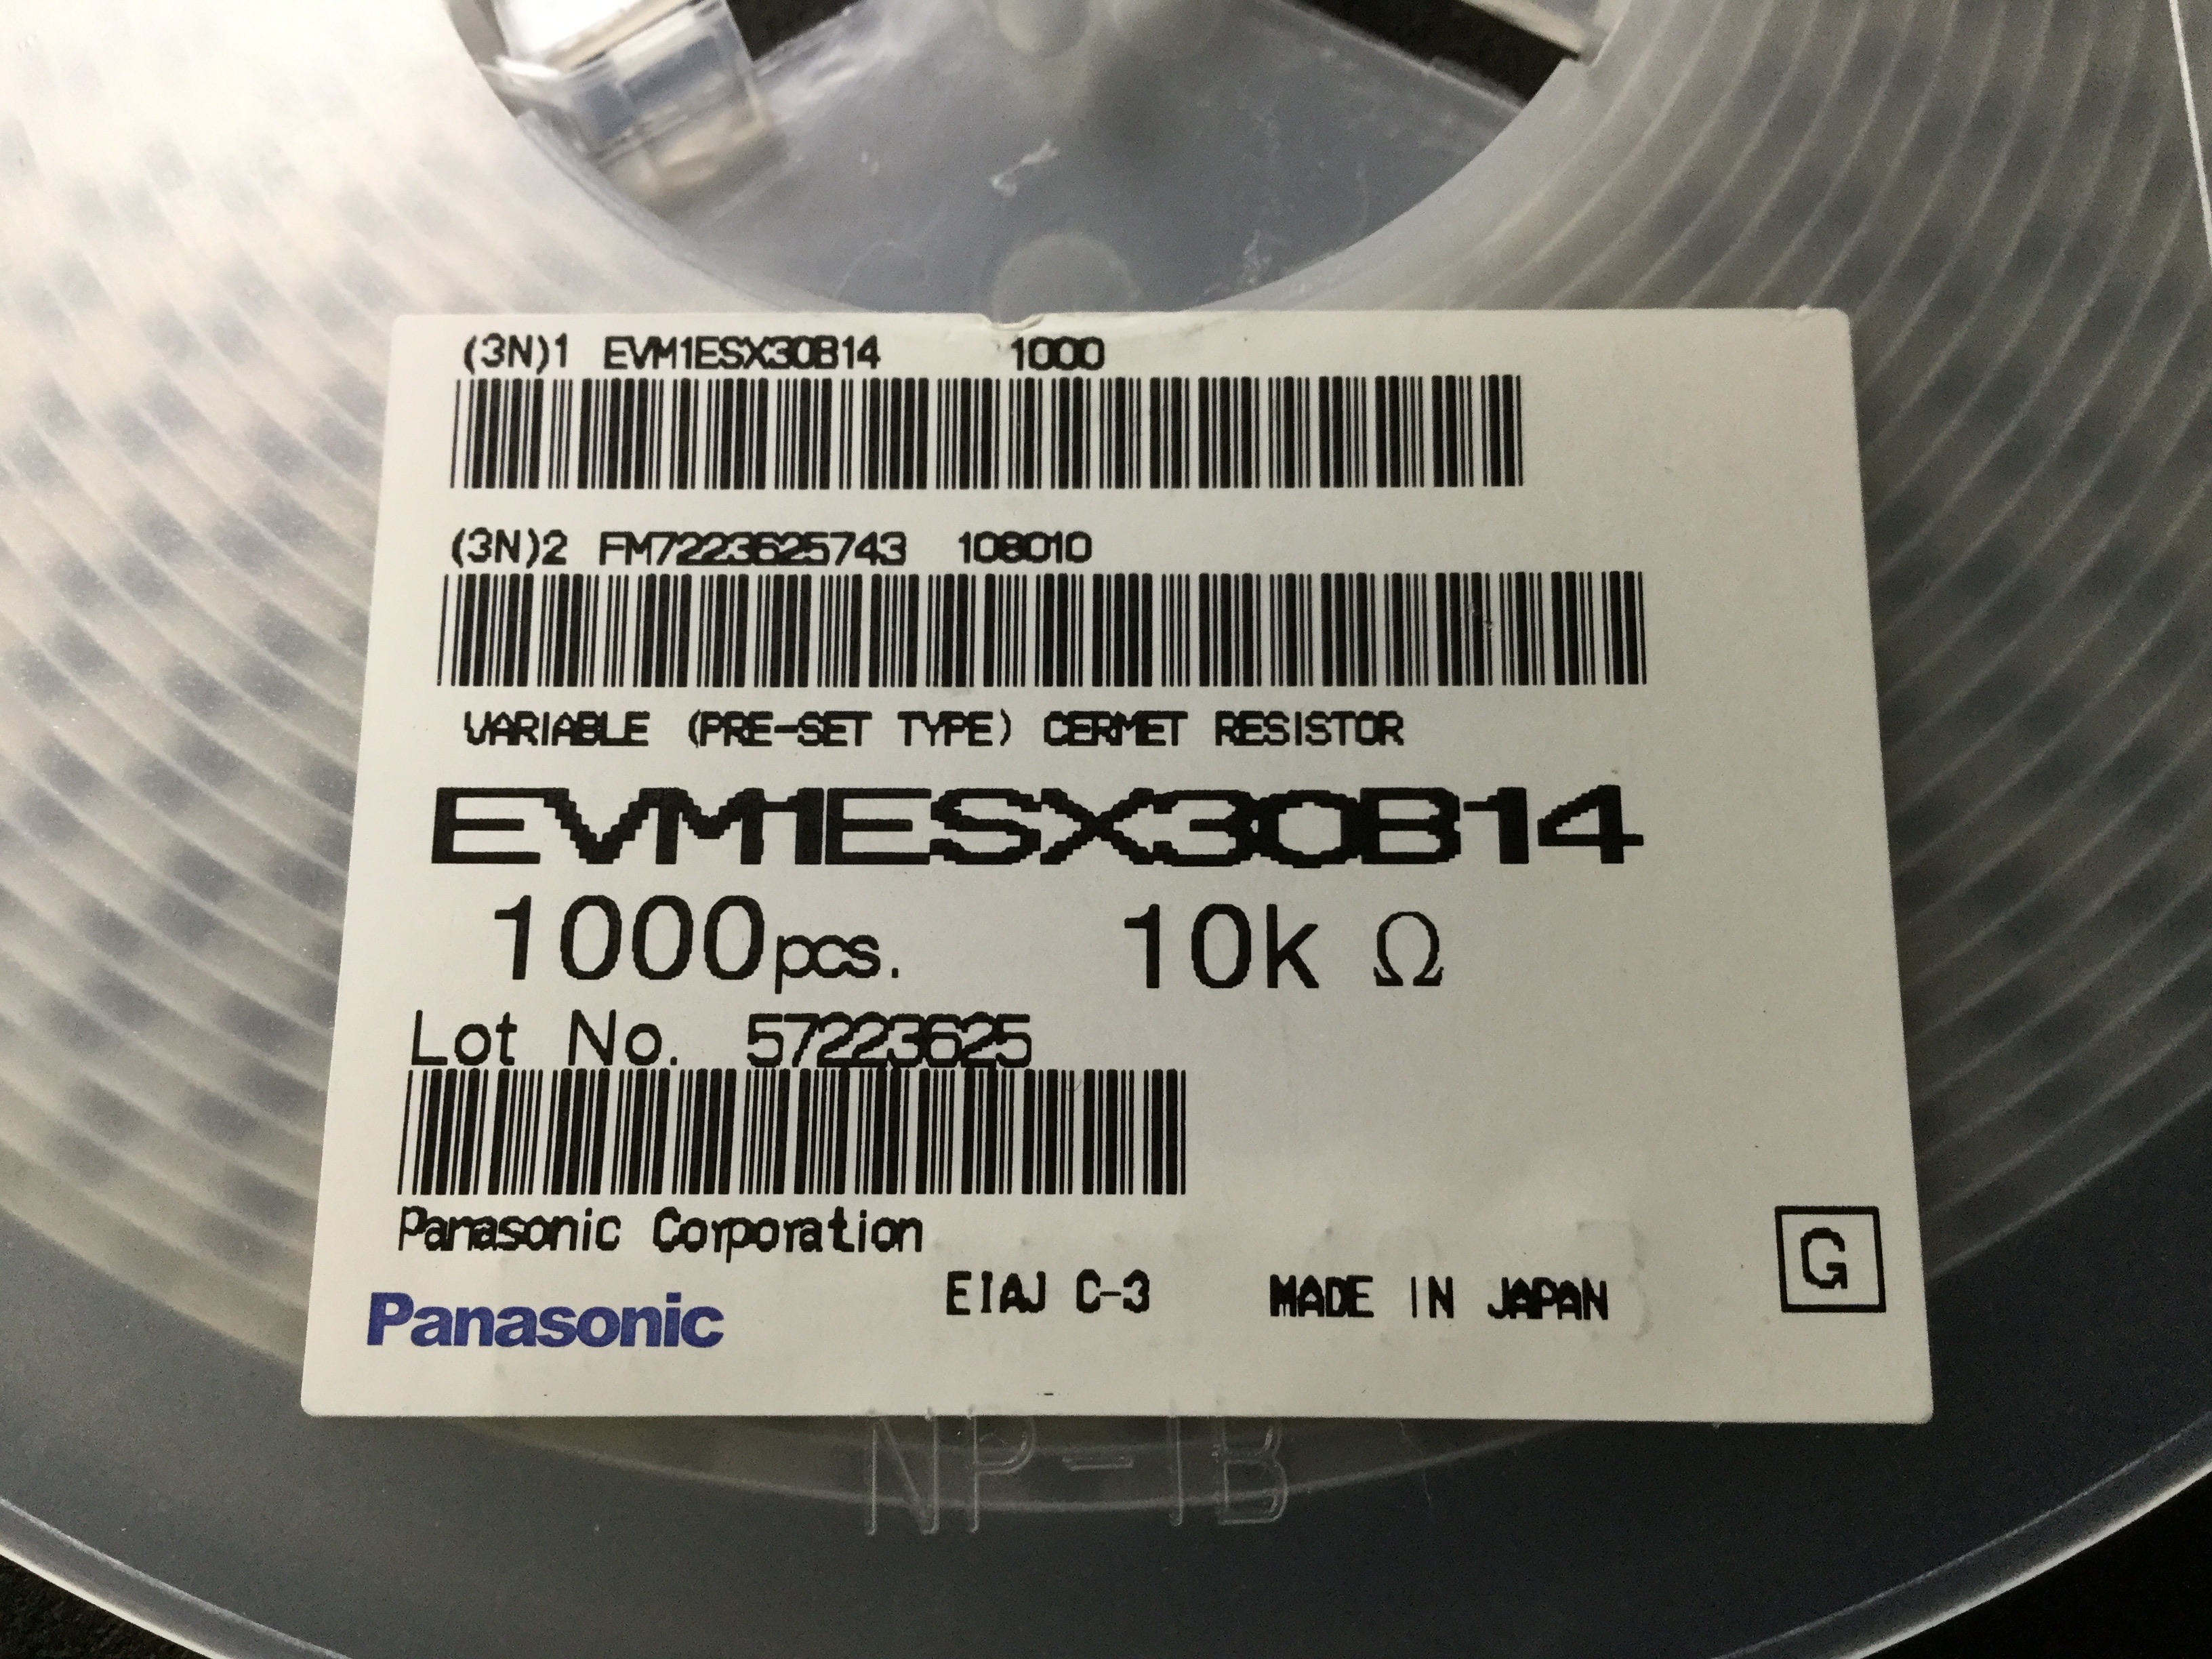 (3N)1 EVM1ESX30B14 1000
(3N)2 FM7223625743 108010
VARIABLE (PRE-SET TYPE) CERMET RESISTOR
EVM1ESX30B14
1000pcs. 10k Ω
Lot No. 57223625
Panasonic Corporation
Panasonic EIAJ C-3 MADE IN JAPAN G
NP-1B